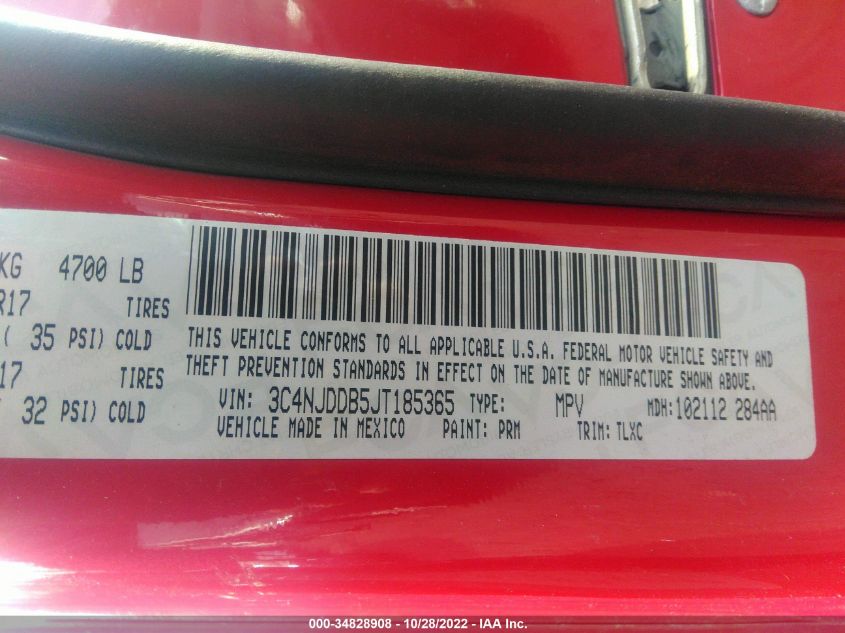 KG 4700 LB
R17 TIRES
( 35 PSI) COLD
17 TIRES
32 PSI) COLD
THIS VEHICLE CONFORMS TO ALL APPLICABLE U.S.A. FEDERAL MOTOR VEHICLE SAFETY AND
THEFT PREVENTION STANDARDS IN EFFECT ON THE DATE OF MANUFACTURE SHOWN ABOVE.
VIN: 3C4NJDDB5JT185365 TYPE: MPV MDH:102112 284AA
VEHICLE MADE IN MEXICO PAINT: PRM TRIM: TLXC
000-34828908 - 10/28/2022 - IAA Inc.